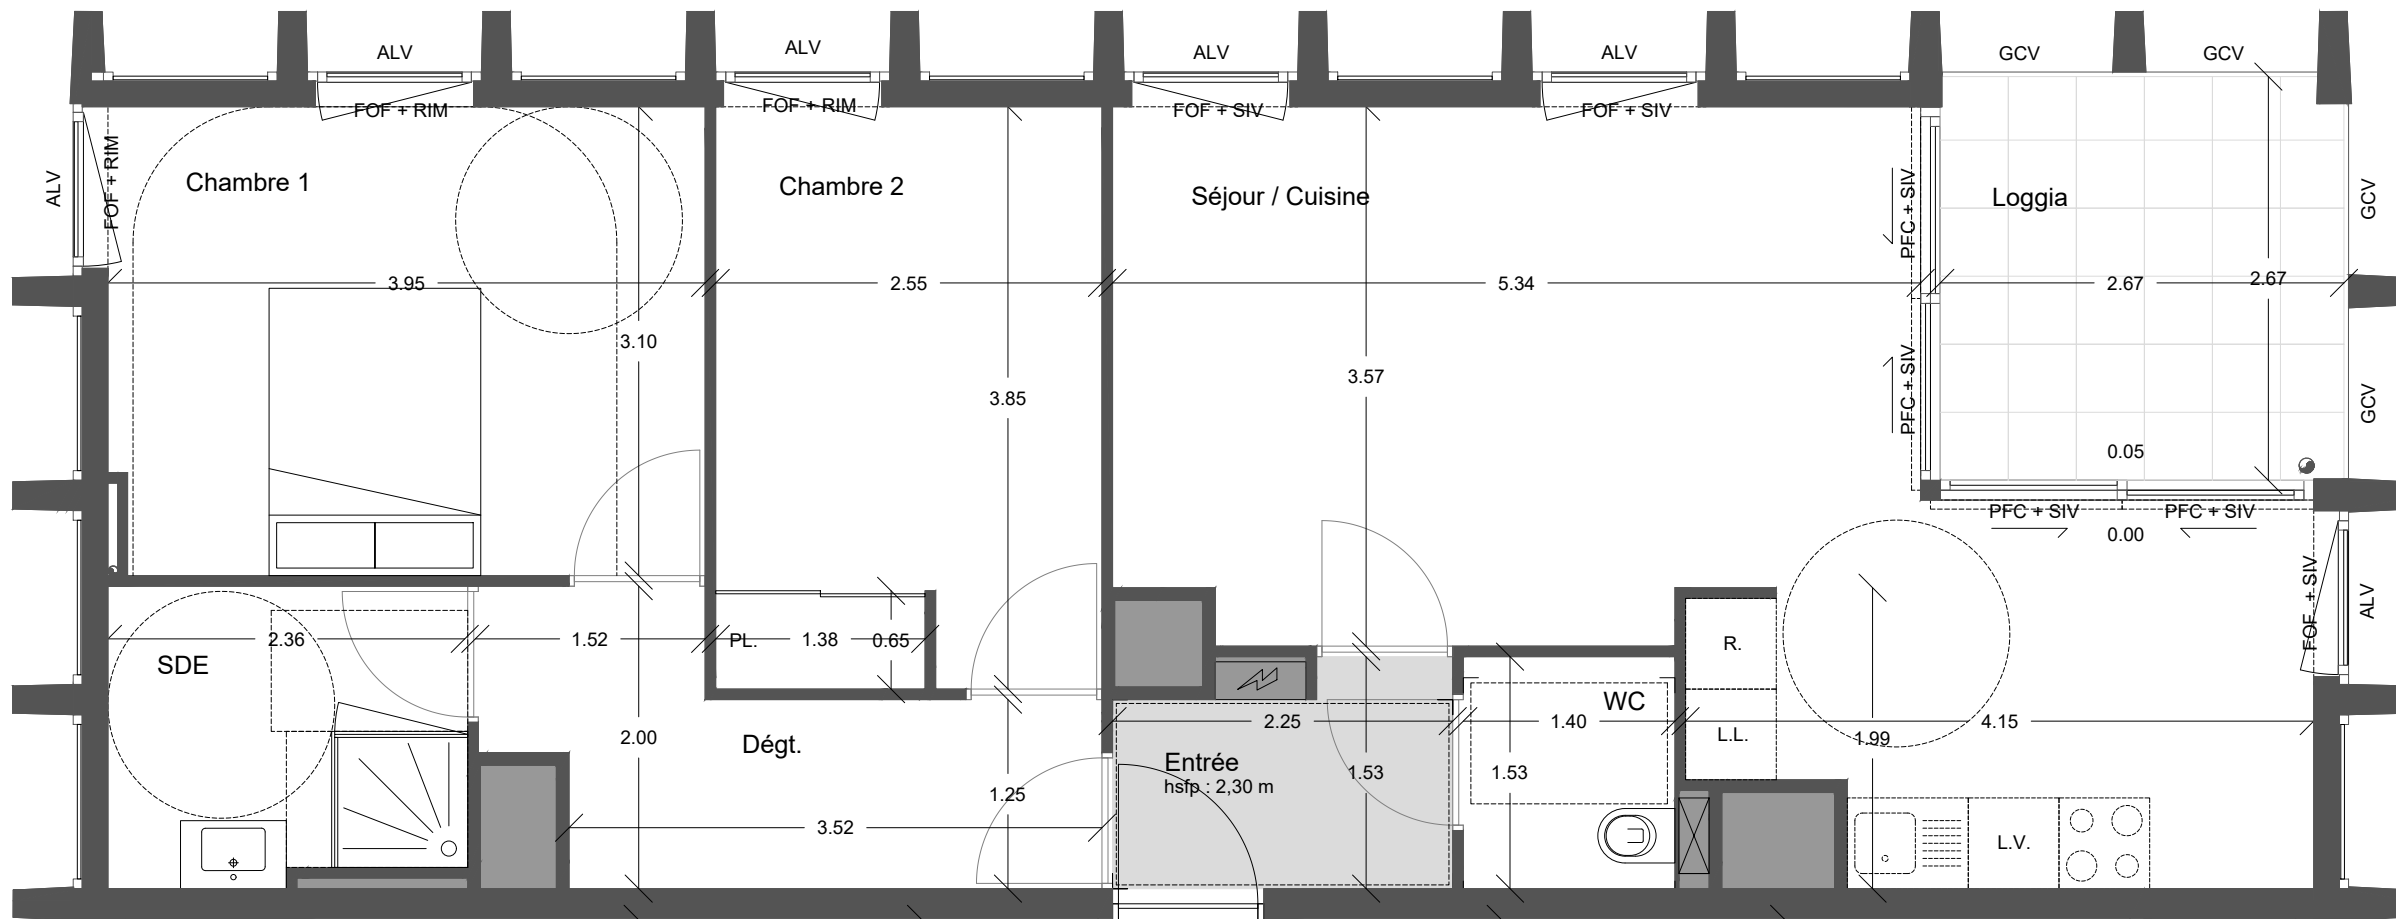 ALV
ALV
ALV
ALV
GCV
GCV
FOF + RIM
FOF + RIM
FOF + SIV
FOF + SIV
ALV
FOF + RIM
Chambre 1
Chambre 2
Séjour / Cuisine
PFC + SIV
Loggia
GCV
3.95
2.55
5.34
2.67
2.67
3.10
3.85
3.57
PFC + SIV
GCV
0.05
PFC + SIV
PFC + SIV
0.00
FOF + SIV
ALV
2.36
1.52
PL.
1.38
0.65
SDE
R.
WC
2.25
1.40
4.15
L.L.
1.99
2.00
Dégt.
Entrée
hsfp : 2,30 m
1.53
1.53
1.25
3.52
L.V.